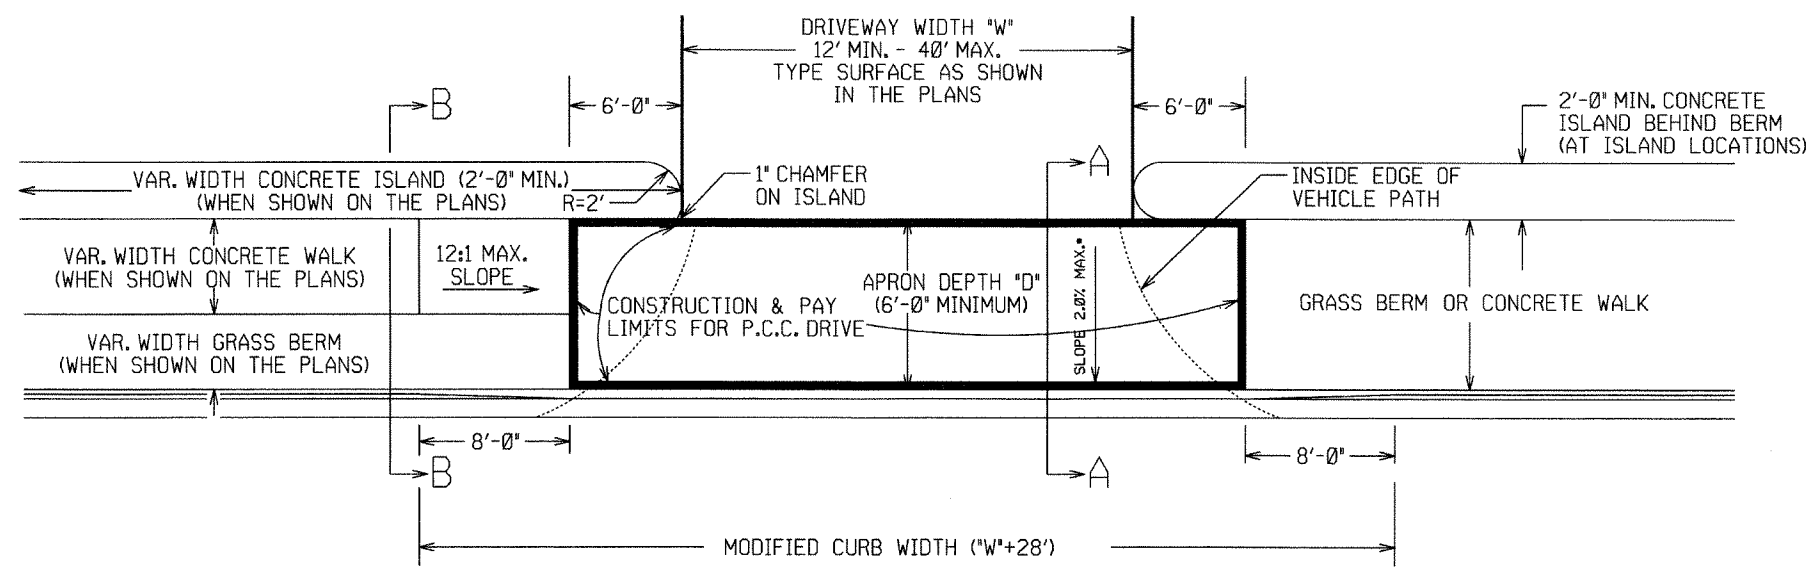 DRIVEWAY WIDTH "W"
12' MIN. - 40' MAX.
TYPE SURFACE AS SHOWN
IN THE PLANS
6'-0"
6'-0"
B
2'-0" MIN. CONCRETE
ISLAND BEHIND BERM
(AT ISLAND LOCATIONS)
A
VAR. WIDTH CONCRETE ISLAND (2'-0" MIN.)
(WHEN SHOWN ON THE PLANS)
R=2'
1" CHAMFER
ON ISLAND
INSIDE EDGE OF
VEHICLE PATH
VAR. WIDTH CONCRETE WALK
(WHEN SHOWN ON THE PLANS)
12:1 MAX.
SLOPE
APRON DEPTH "D"
(6'-0" MINIMUM)
SLOPE 2.0% MAX.*
CONSTRUCTION & PAY
LIMITS FOR P.C.C. DRIVE
GRASS BERM OR CONCRETE WALK
VAR. WIDTH GRASS BERM
(WHEN SHOWN ON THE PLANS)
8'-0"
8'-0"
B
A
MODIFIED CURB WIDTH ("W"+28')